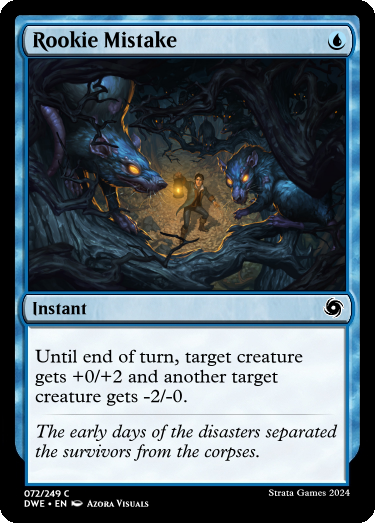 Rookie Mistake
Instant
Until end of turn, target creature
gets +0/+2 and another target
creature gets -2/-0.
The early days of the disasters separated
the survivors from the corpses.
072/249 C
DWE • EN Azora Visuals
Strata Games 2024